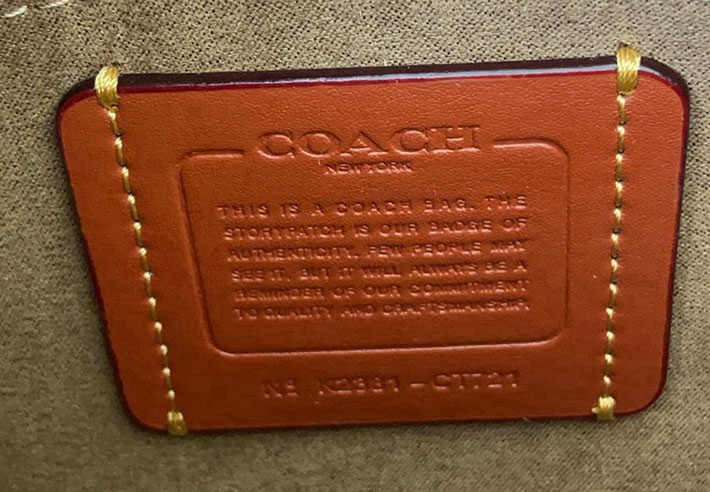 COACH
NEW YORK
THIS IS A COACH BAG. THE
STORYPATCH IS OUR BADGE OF
AUTHENTICITY. FEW PEOPLE MAY
SEE IT, BUT IT WILL ALWAYS BE A
REMINDER OF OUR COMMITMENT
TO QUALITY AND CRAFTSMANSHIP.
Nº